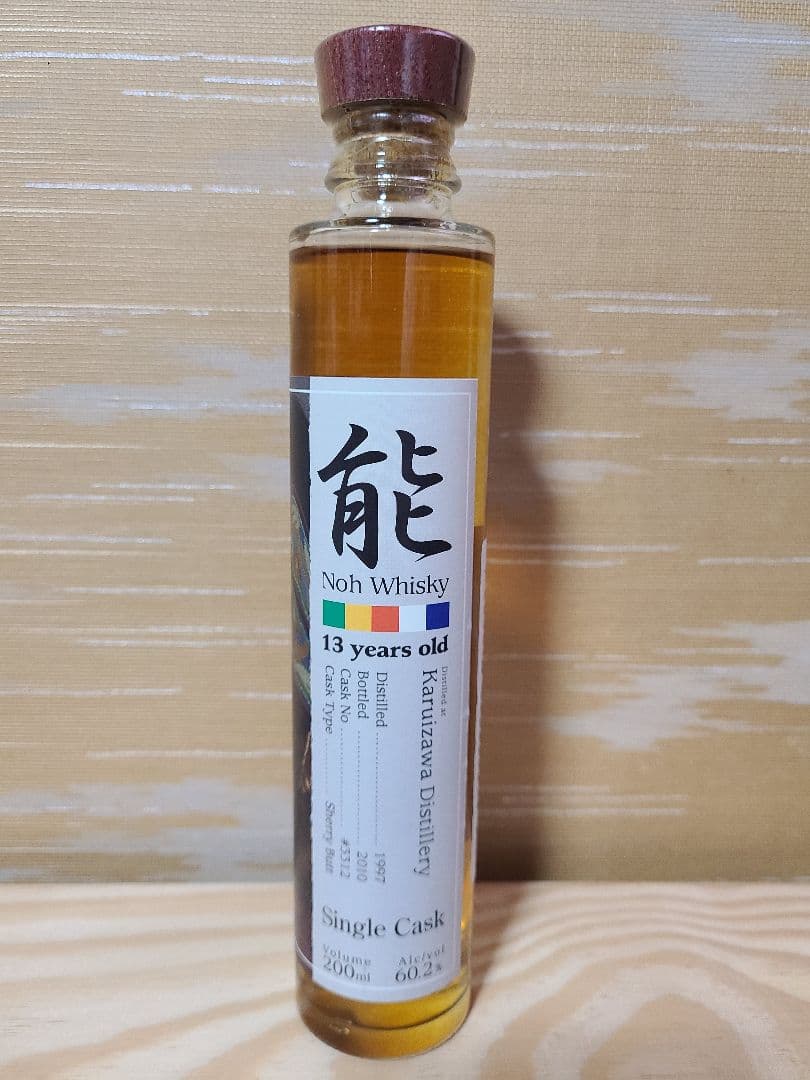 能
Noh Whisky
13 years old
Distilled at
Karuizawa Distillery
Distilled .................... 1997
Bottled .................... 2010
Cask No .................... #3312
Cask Type .......... Sherry Butt
Single Cask
Volume
200ml
Alc/vol
60.2%